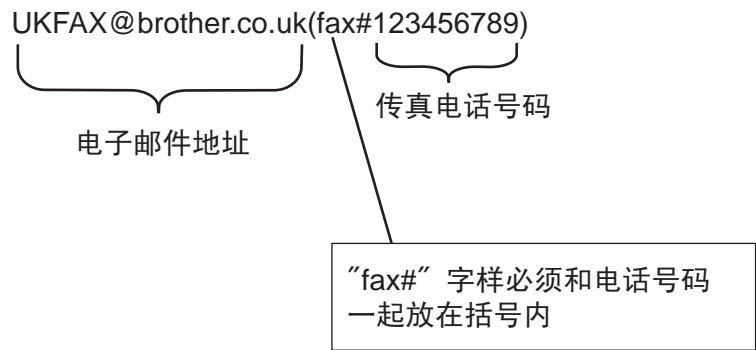 UKFAX@brother.co.uk(fax#123456789)
传真电话号码
电子邮件地址
″fax#″ 字样必须和电话号码
一起放在括号内